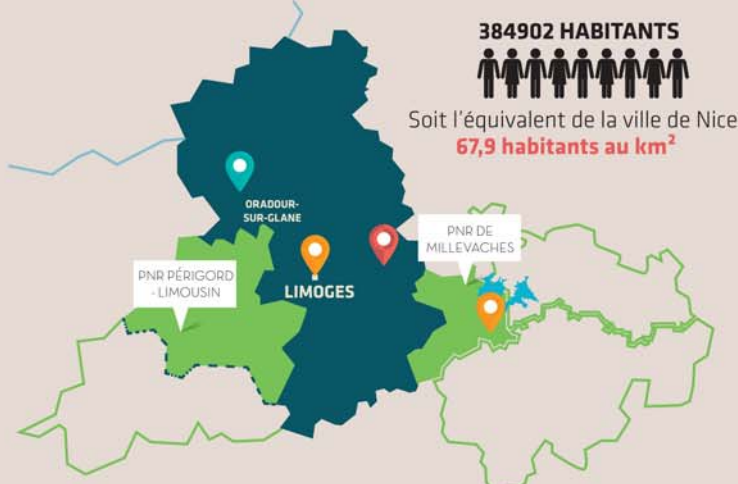 384902 HABITANTS
Soit l'équivalent de la ville de Nice
67,9 habitants au km²
ORADOUR-
SUR-GLANE
PNR DE
MILLEVACHES
PNR PÉRIGORD
- LIMOUSIN
LIMOGES